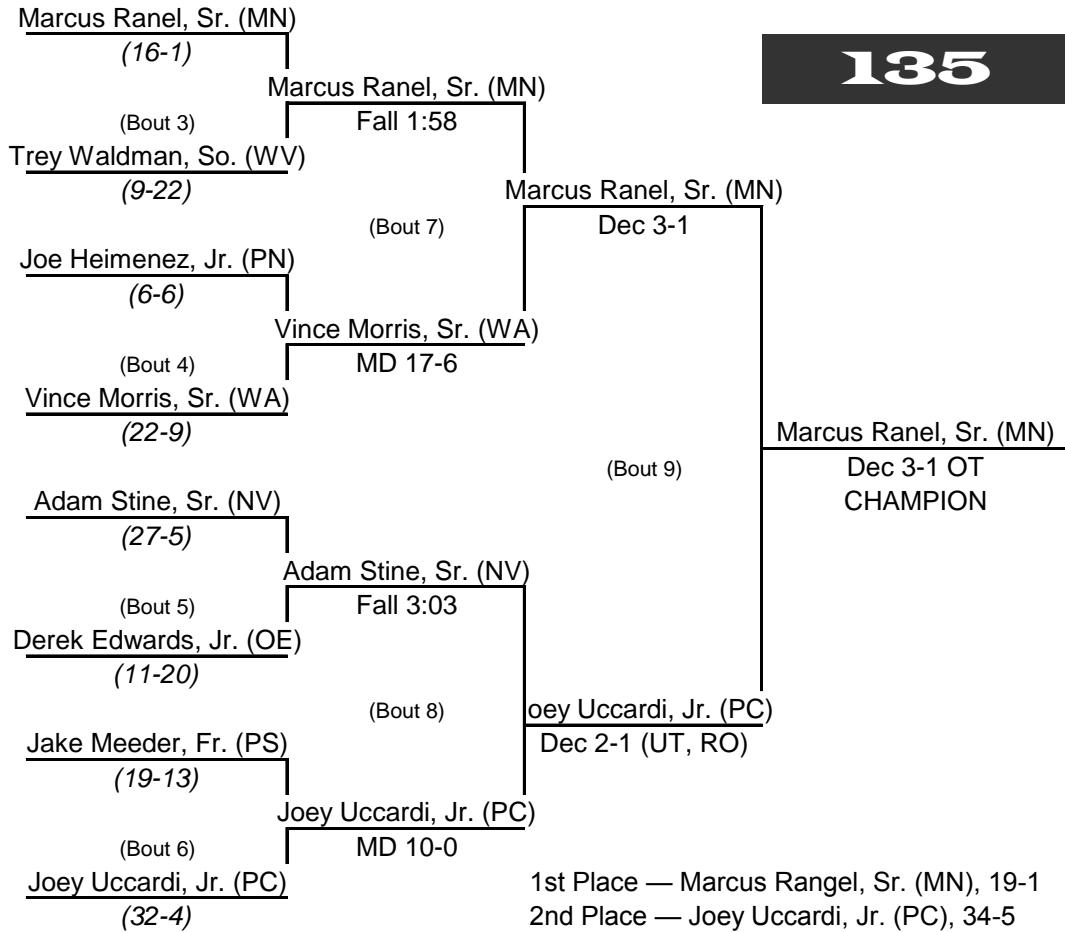 Marcus Ranel, Sr. (MN)
(16-1)
135
Marcus Ranel, Sr. (MN)
(Bout 3)
Fall 1:58
Trey Waldman, So. (WV)
(9-22)
Marcus Ranel, Sr. (MN)
(Bout 7)
Dec 3-1
Joe Heimenez, Jr. (PN)
(6-6)
Vince Morris, Sr. (WA)
(Bout 4)
MD 17-6
Vince Morris, Sr. (WA)
(22-9)
Marcus Ranel, Sr. (MN)
(Bout 9)
Dec 3-1 OT
CHAMPION
Adam Stine, Sr. (NV)
(27-5)
Adam Stine, Sr. (NV)
(Bout 5)
Fall 3:03
Derek Edwards, Jr. (OE)
(11-20)
(Bout 8)
oey Uccardi, Jr. (PC)
Dec 2-1 (UT, RO)
Jake Meeder, Fr. (PS)
(19-13)
Joey Uccardi, Jr. (PC)
(Bout 6)
MD 10-0
Joey Uccardi, Jr. (PC)
(32-4)
1st Place — Marcus Rangel, Sr. (MN), 19-1
2nd Place — Joey Uccardi, Jr. (PC), 34-5